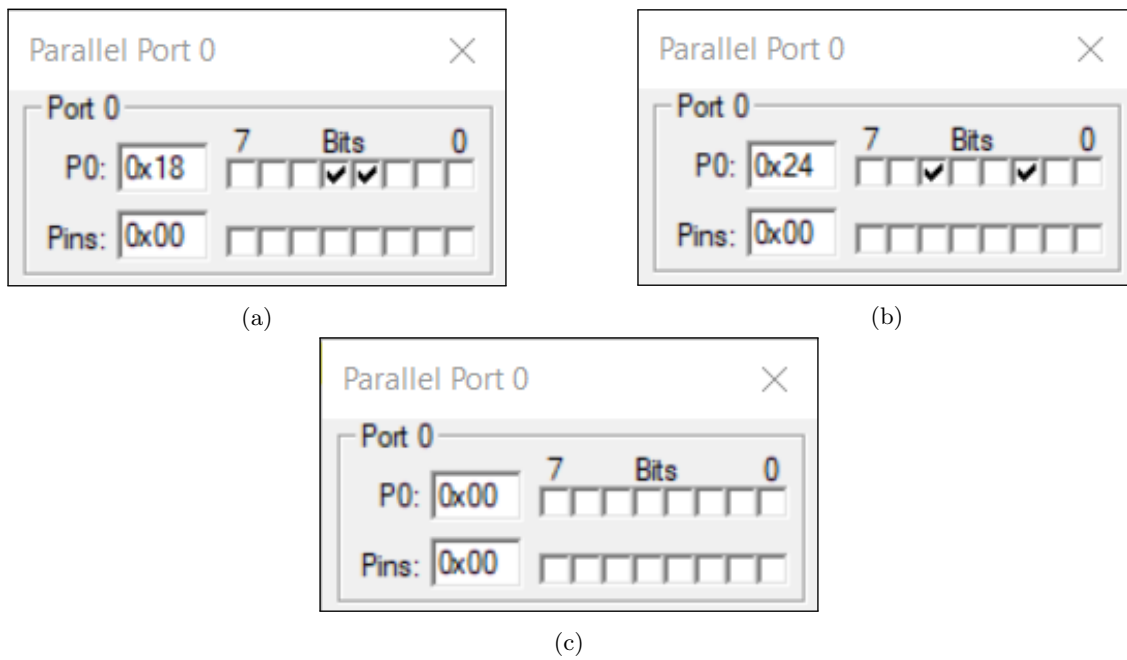 Parallel Port 0
Port 0
7 Bits 0
P0: 0x18
Pins: 0x00
(a)
Parallel Port 0
Port 0
7 Bits 0
P0: 0x24
Pins: 0x00
(b)
Parallel Port 0
Port 0
7 Bits 0
P0: 0x00
Pins: 0x00
(c)